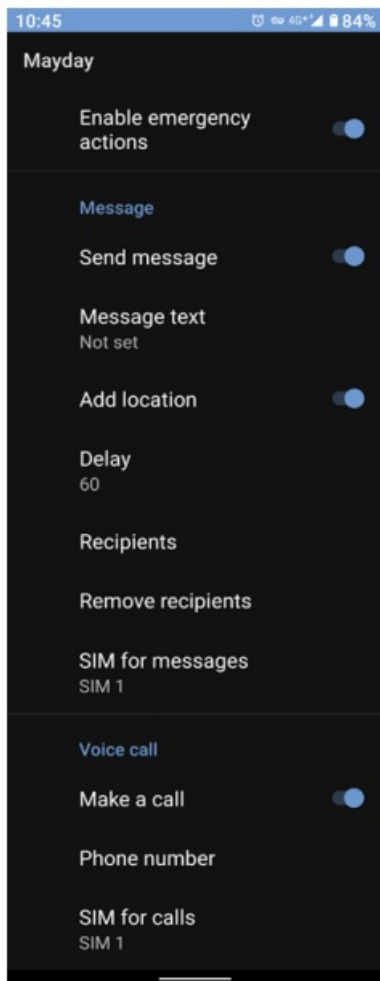 10:45 4G+ 84%
Mayday
Enable emergency
actions
Message
Send message
Message text
Not set
Add location
Delay
60
Recipients
Remove recipients
SIM for messages
SIM 1
Voice call
Make a call
Phone number
SIM for calls
SIM 1